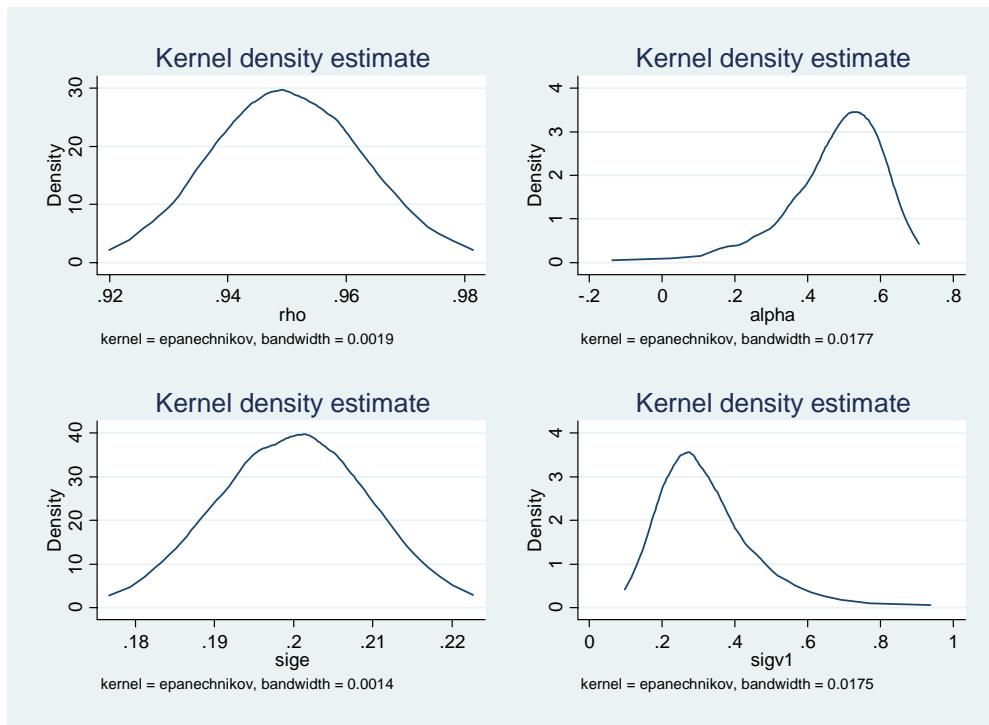 Kernel density estimate
Density
0
10
20
30
.92
.94
.96
.98
rho
kernel = epanechnikov, bandwidth = 0.0019
Kernel density estimate
Density
0
1
2
3
4
-.2
0
.2
.4
.6
.8
alpha
kernel = epanechnikov, bandwidth = 0.0177
Kernel density estimate
Density
0
10
20
30
40
.18
.19
.2
.21
.22
sige
kernel = epanechnikov, bandwidth = 0.0014
Kernel density estimate
Density
0
1
2
3
4
0
.2
.4
.6
.8
1
sigv1
kernel = epanechnikov, bandwidth = 0.0175